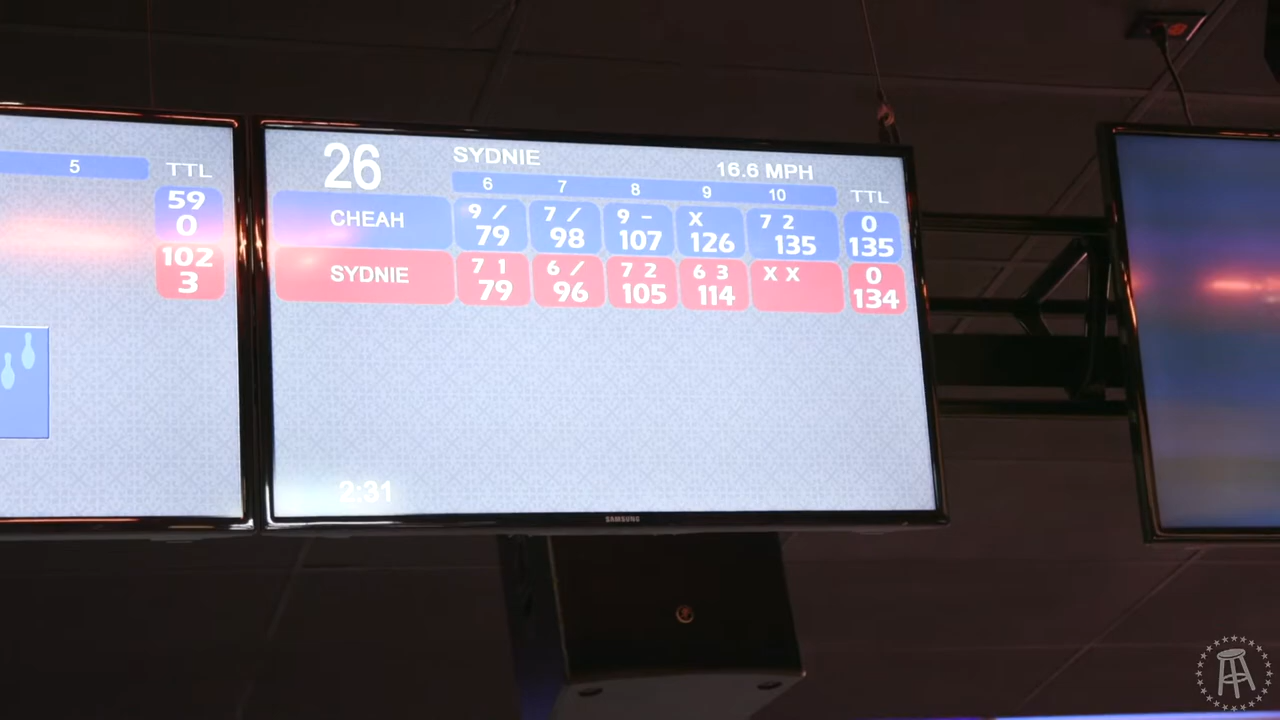 5 TTL
59
0
102
3
26 SYDNIE 16.6 MPH
6 7 8 9 10 TTL
CHEAH 9 / 7 / 9 - X 7 2 0
79 98 107 126 135 135
SYDNIE 7 1 6 / 7 2 6 3 X X 0
79 96 105 114 134
2:31
SAMSUNG